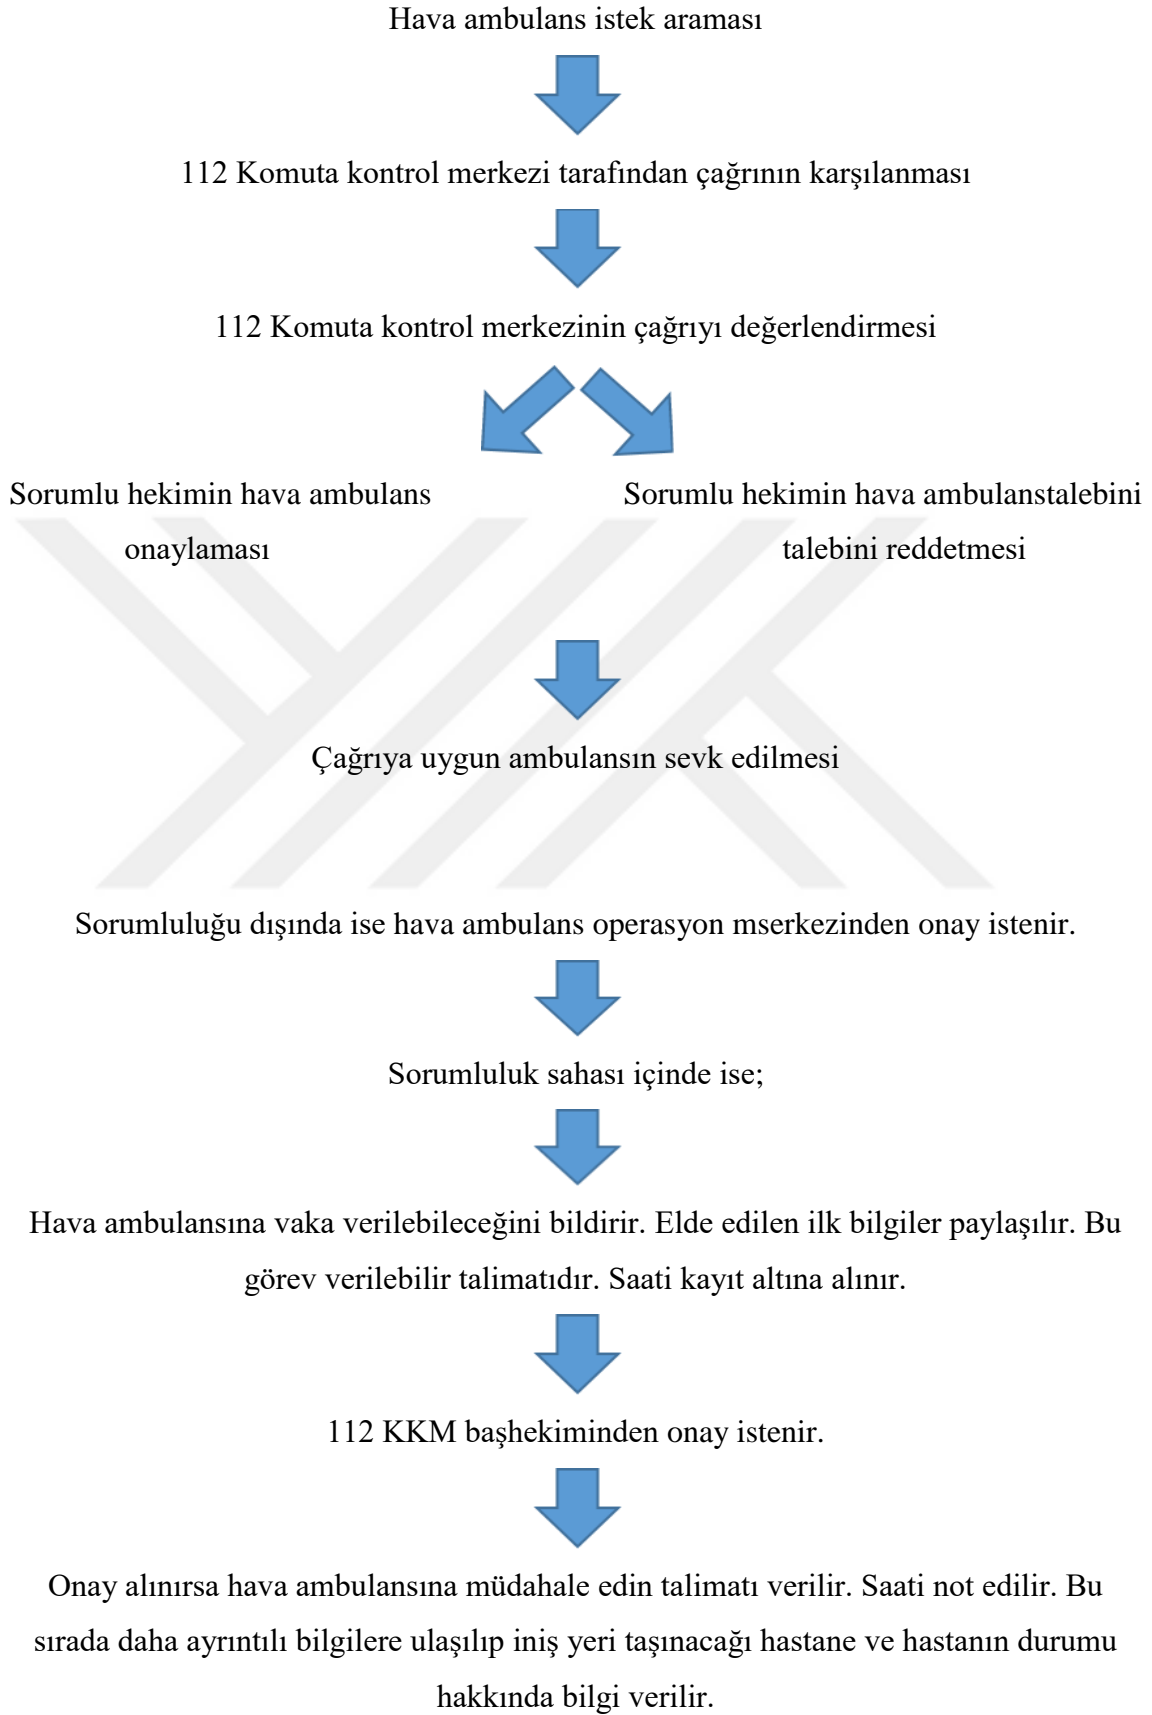 Hava ambulans istek araması
112 Komuta kontrol merkezi tarafından çağrının karşılanması
112 Komuta kontrol merkezinin çağrıyı değerlendirmesi
Sorumlu hekimin hava ambulans
onaylaması
Sorumlu hekimin hava ambulanstalebini
talebini reddetmesi
Çağrıya uygun ambulansın sevk edilmesi
Sorumluluğu dışında ise hava ambulans operasyon mserkezinden onay istenir.
Sorumluluk sahası içinde ise;
Hava ambulansına vaka verilebileceğini bildirir. Elde edilen ilk bilgiler paylaşılır. Bu
görev verilebilir talimatıdır. Saati kayıt altına alınır.
112 KKM başhekiminden onay istenir.
Onay alınırsa hava ambulansına müdahale edin talimatı verilir. Saati not edilir. Bu
sırada daha ayrıntılı bilgilere ulaşılıp iniş yeri taşınacağı hastane ve hastanın durumu
hakkında bilgi verilir.